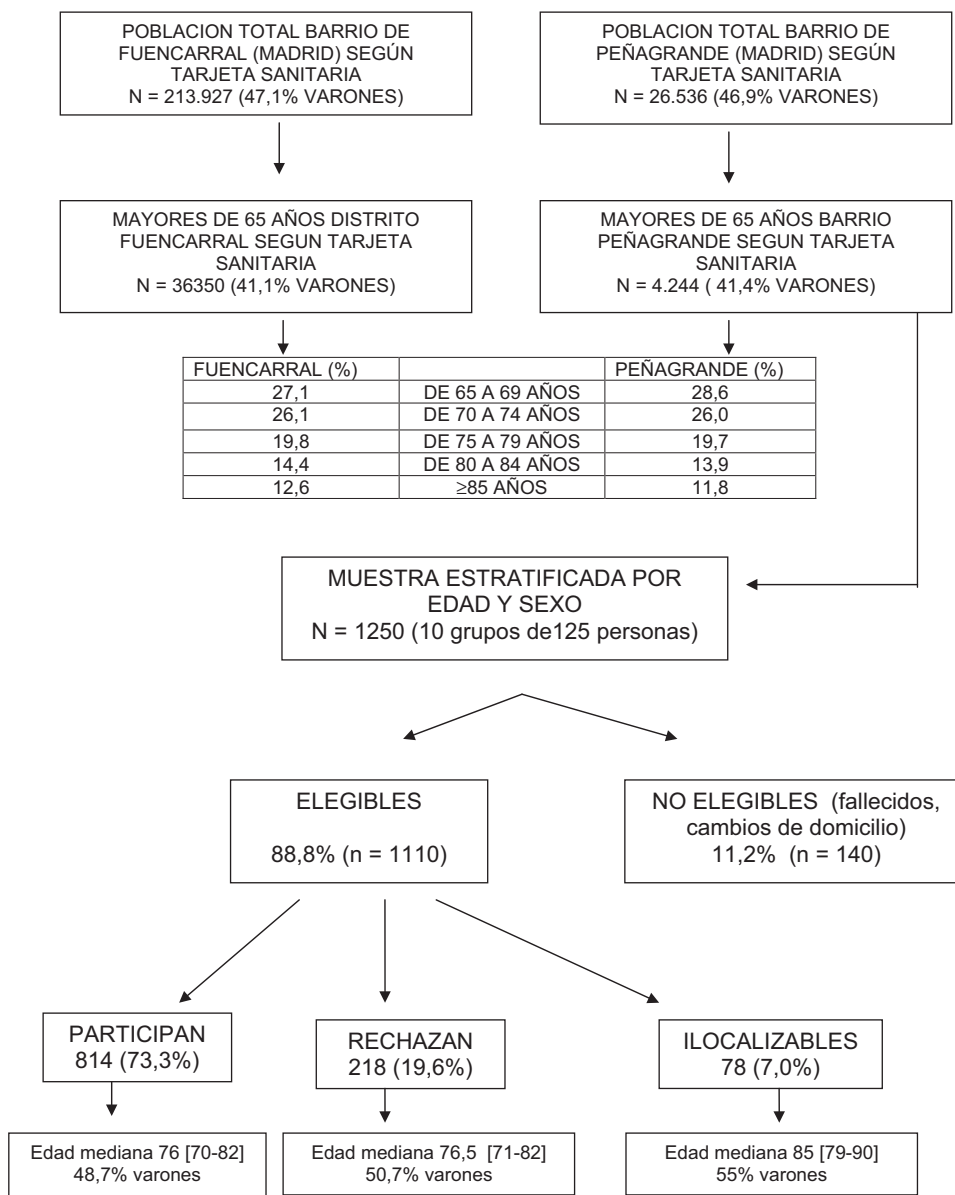 POBLACION TOTAL BARRIO DE
FUENCARRAL (MADRID) SEGÚN
TARJETA SANITARIA
N = 213.927 (47,1% VARONES)
POBLACION TOTAL BARRIO DE
PEÑAGRANDE (MADRID) SEGÚN
TARJETA SANITARIA
N = 26.536 (46,9% VARONES)
MAYORES DE 65 AÑOS DISTRITO
FUENCARRAL SEGUN TARJETA
SANITARIA
N = 36350 (41,1% VARONES)
MAYORES DE 65 AÑOS BARRIO
PEÑAGRANDE SEGUN TARJETA
SANITARIA
N = 4.244 ( 41,4% VARONES)
FUENCARRAL (%) PEÑAGRANDE (%)
27,1 DE 65 A 69 AÑOS 28,6
26,1 DE 70 A 74 AÑOS 26,0
19,8 DE 75 A 79 AÑOS 19,7
14,4 DE 80 A 84 AÑOS 13,9
12,6 ≥85 AÑOS 11,8
MUESTRA ESTRATIFICADA POR
EDAD Y SEXO
N = 1250 (10 grupos de125 personas)
ELEGIBLES
88,8% (n = 1110)
NO ELEGIBLES (fallecidos,
cambios de domicilio)
11,2% (n = 140)
PARTICIPAN
814 (73,3%)
RECHAZAN
218 (19,6%)
ILOCALIZABLES
78 (7,0%)
Edad mediana 76 [70-82]
48,7% varones
Edad mediana 76,5 [71-82]
50,7% varones
Edad mediana 85 [79-90]
55% varones